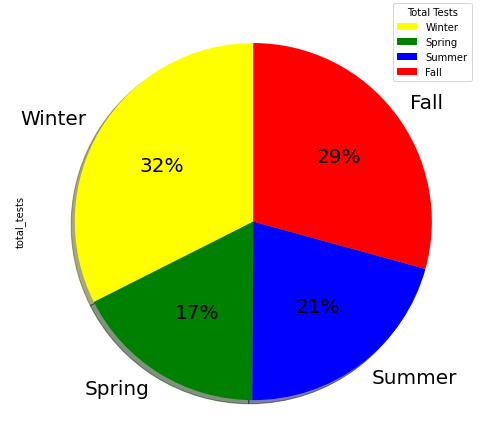 Total Tests
Winter
Spring
Summer
Fall
Fall
Winter
29%
32%
total_tests
17%
21%
Summer
Spring